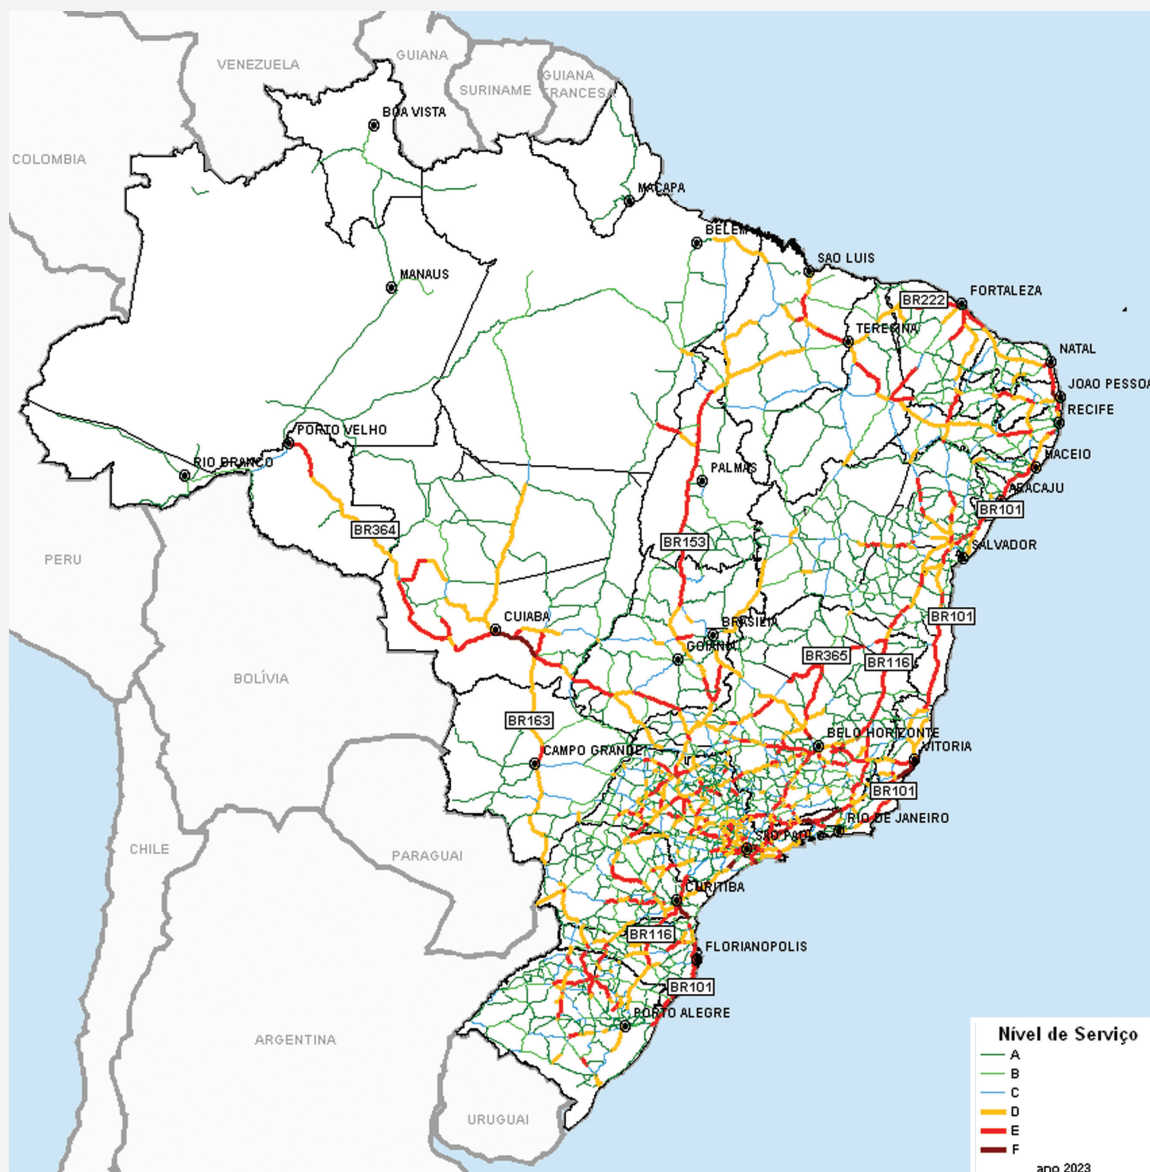 GUIANA
VENEZUELA
GUIANA
FRANCESA
SURINAME
BOA VISTA
COLOMBIA
MACAPA
BELEM
SAO LUIS
MANAUS
FORTALEZA
BR222
TERESINA
NATAL
JOAO PESSOA
RECIFE
PORTO VELHO
RIO BRANCO
MACEIO
PALMAS
ARACAJU
BR101
BR364
BR153
SALVADOR
PERU
CUIABA
BR101
BRASILIA
GOIANIA
BR365
BR116
BOLÍVIA
BR163
BELO HORIZONTE
CAMPO GRANDE
VITORIA
BR101
RIO DE JANEIRO
SAO PAULO
CHILE
PARAGUAI
CURITIBA
BR116
FLORIANOPOLIS
BR101
PORTO ALEGRE
ARGENTINA
URUGUAI
Nível de Serviço
A
B
C
D
E
F
ano 2023